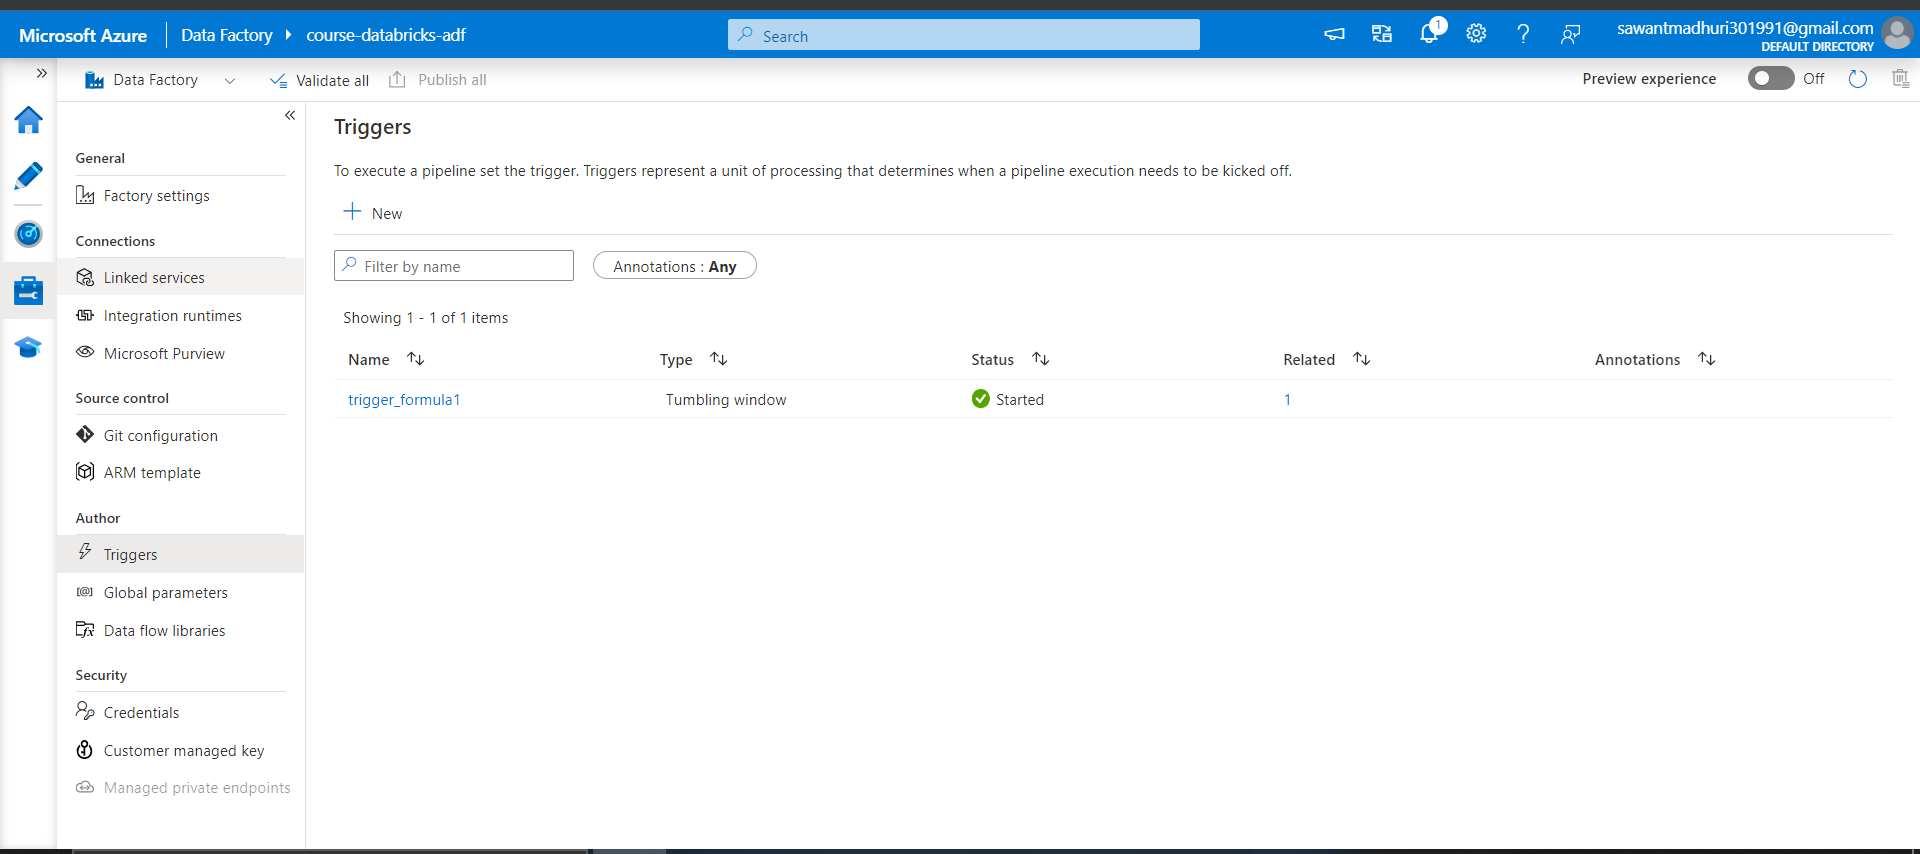 Microsoft Azure
Data Factory
course-databricks-adf
Search
1
sawantmadhuri301991@gmail.com
DEFAULT DIRECTORY
Data Factory
Validate all
Publish all
Preview experience
Off
General
Factory settings
Connections
Linked services
Integration runtimes
Microsoft Purview
Source control
Git configuration
ARM template
Author
Triggers
Global parameters
Data flow libraries
Security
Credentials
Customer managed key
Managed private endpoints
Triggers
To execute a pipeline set the trigger. Triggers represent a unit of processing that determines when a pipeline execution needs to be kicked off.
New
Filter by name
Annotations : Any
Showing 1 - 1 of 1 items
Name Type Status Related Annotations
trigger_formula1 Tumbling window Started 1